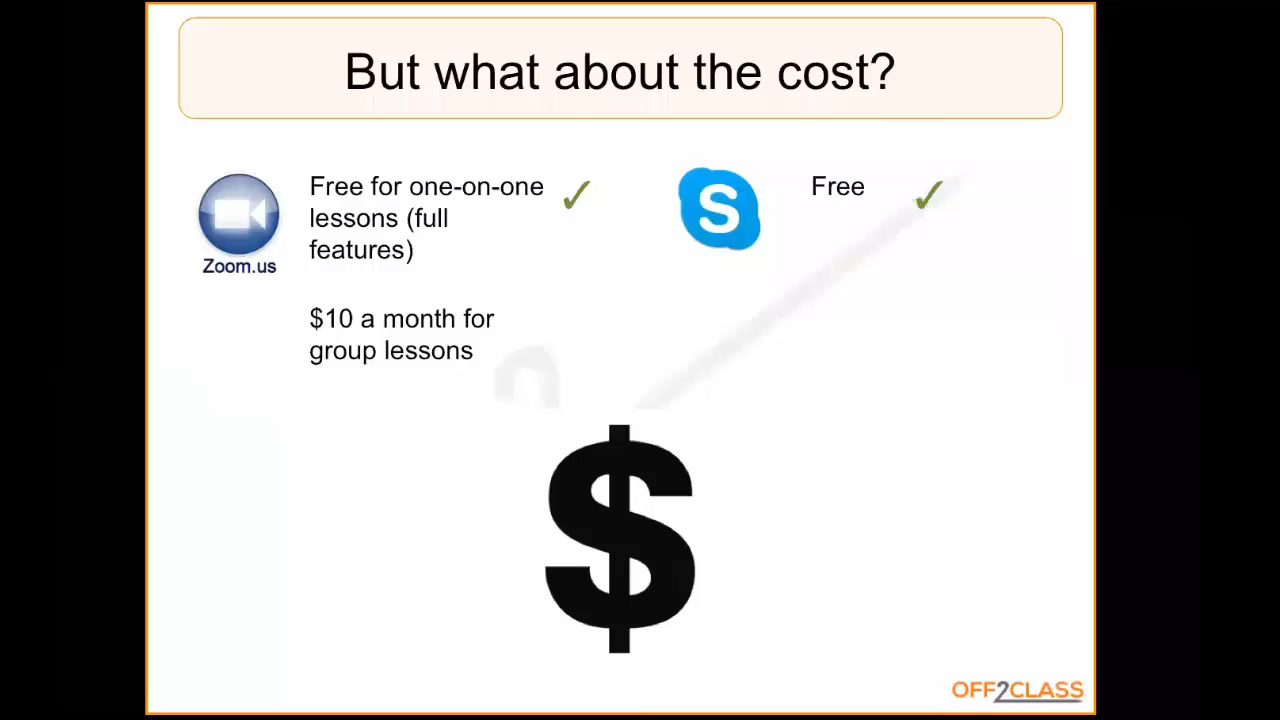 But what about the cost?
Free for one-on-one
lessons (full
features)
Zoom.us
$10 a month for
group lessons
S
Free
$
OFF2CLASS